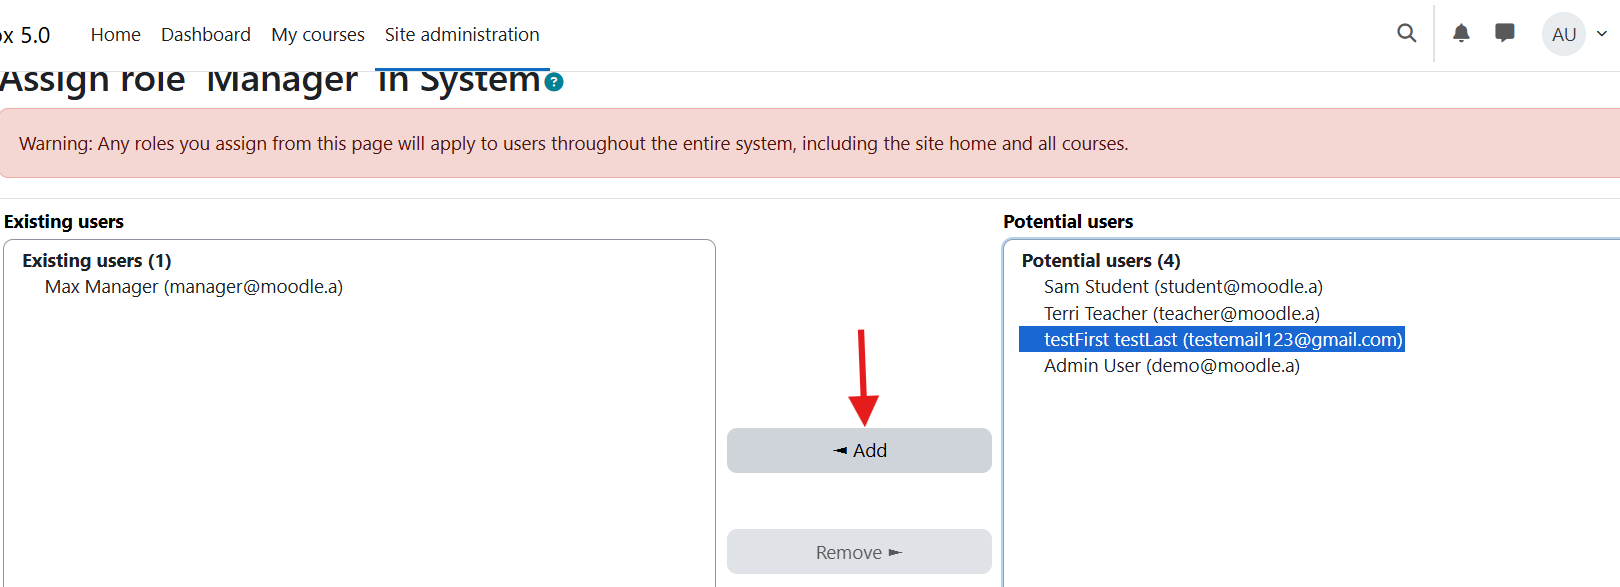 ox 5.0 Home Dashboard My courses Site administration AU
Assign role 'Manager' in System ?
Warning: Any roles you assign from this page will apply to users throughout the entire system, including the site home and all courses.
Existing users
Existing users (1)
Max Manager (manager@moodle.a)
◄ Add
Remove ►
Potential users
Potential users (4)
Sam Student (student@moodle.a)
Terri Teacher (teacher@moodle.a)
testFirst testLast (testemail123@gmail.com)
Admin User (demo@moodle.a)